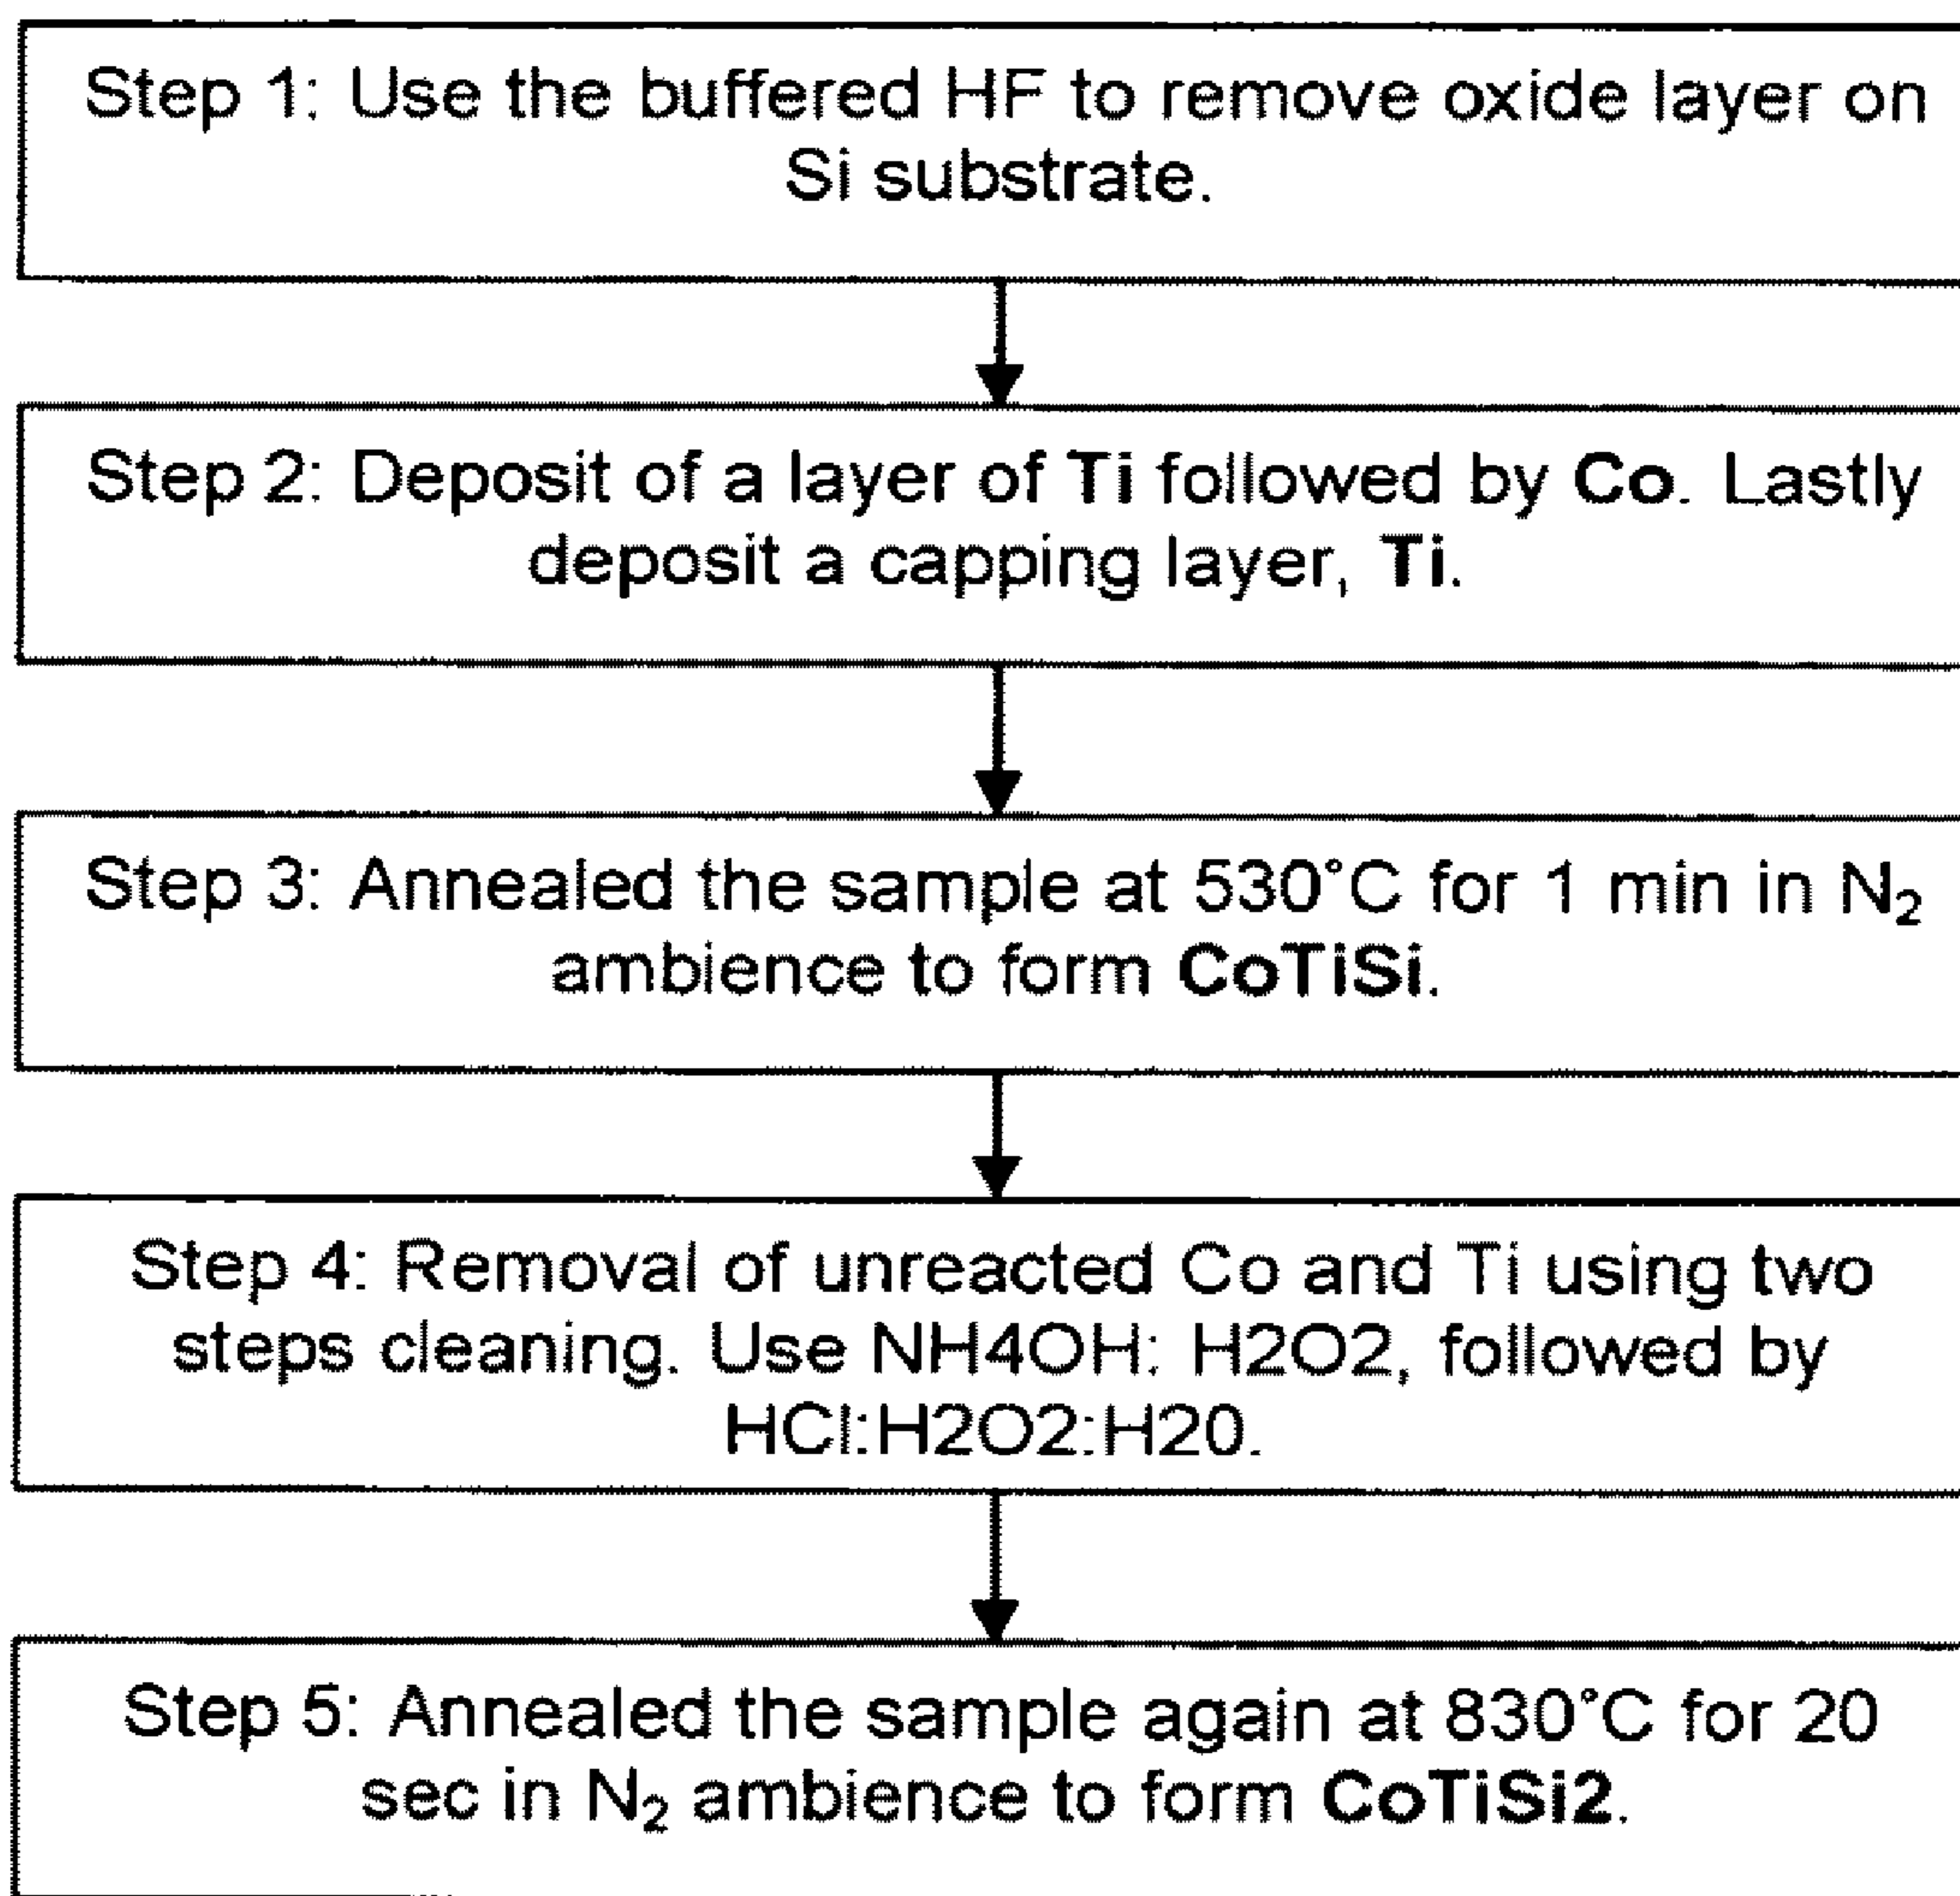 Step 1: Use the buffered HF to remove oxide layer on
Si substrate.
Step 2: Deposit of a layer of Ti followed by Co. Lastly
deposit a capping layer, Ti.
Step 3: Annealed the sample at 530°C for 1 min in N₂
ambience to form CoTiSi.
Step 4: Removal of unreacted Co and Ti using two
steps cleaning. Use NH4OH: H2O2, followed by
HCl:H2O2:H20.
Step 5: Annealed the sample again at 830°C for 20
sec in N₂ ambience to form CoTiSi2.